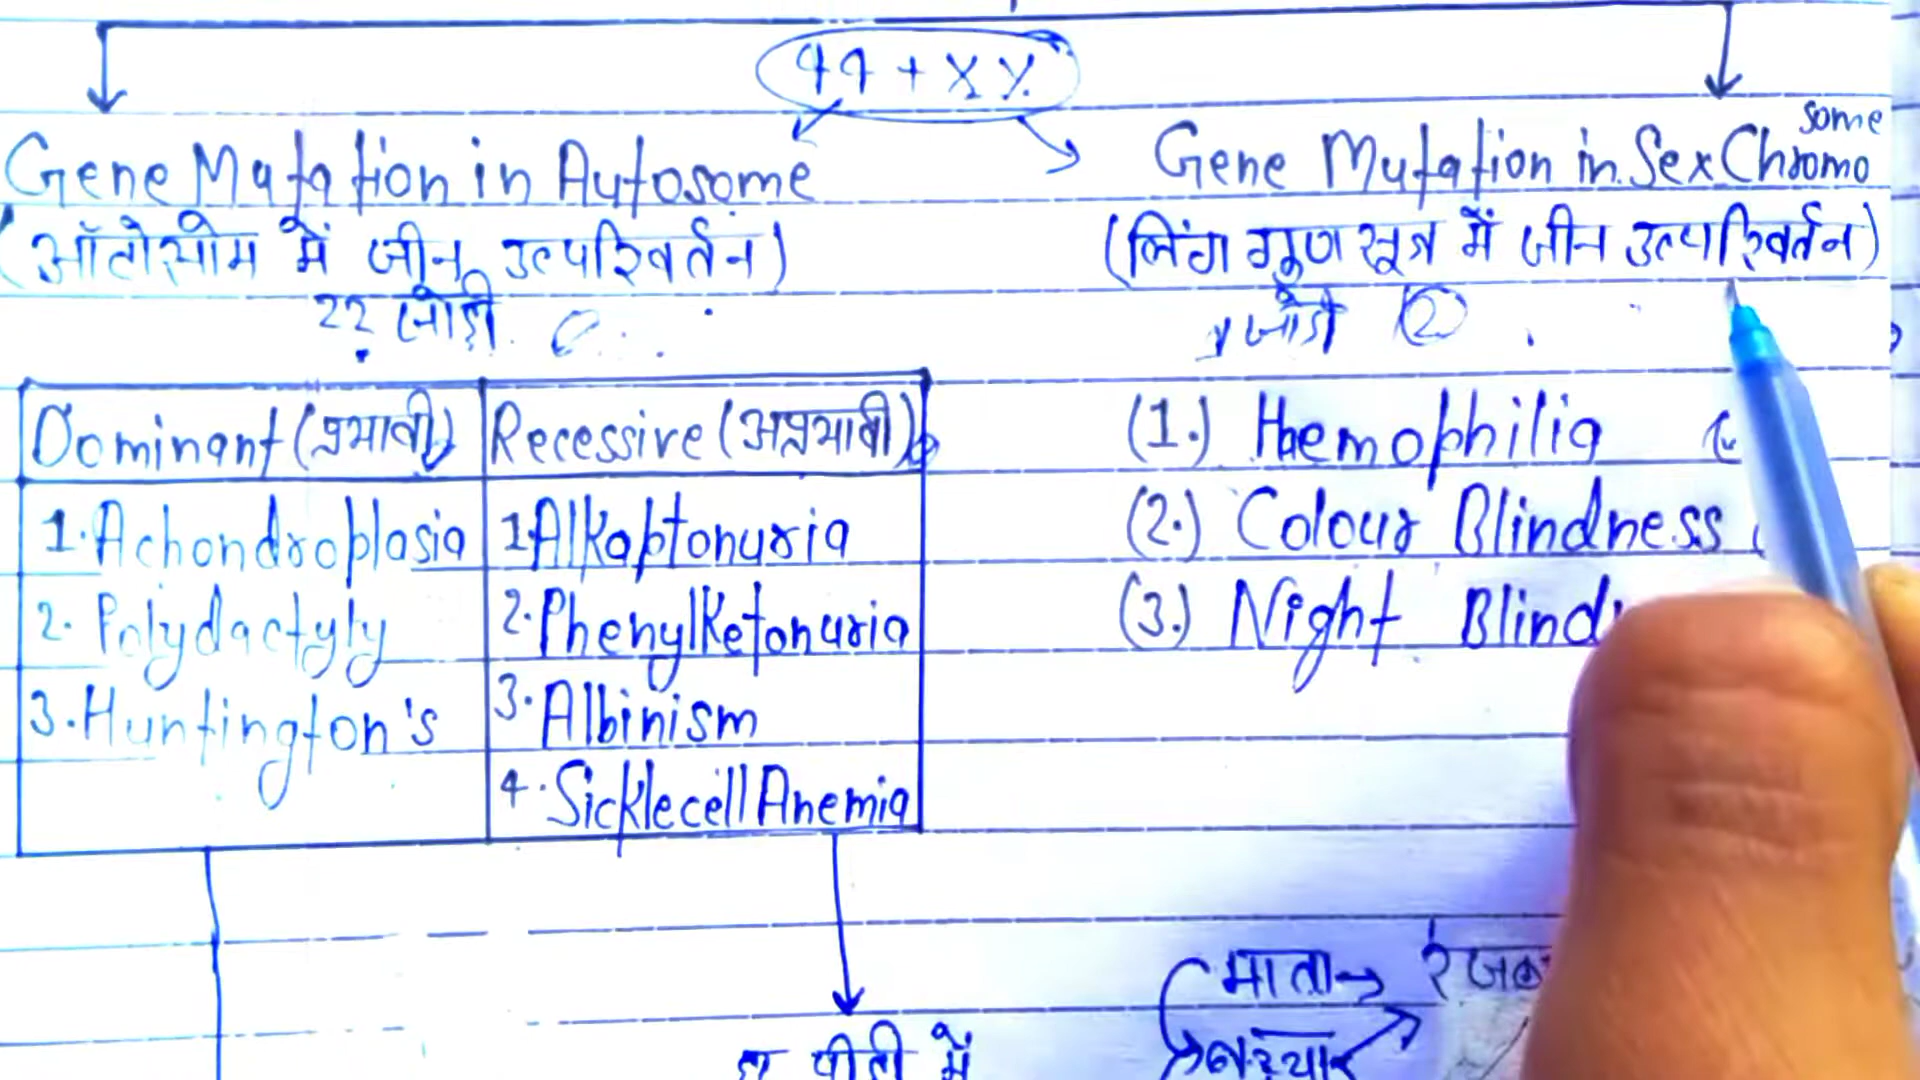 44 + XY
Gene Mutation in Autosome
(ऑटोसोम में जीन उत्परिवर्तन)
22 जोड़ी
Gene Mutation in Sex Chromo some
(लिंग गुणसूत्र में जीन उत्परिवर्तन)
1 जोड़ी 2
Dominant (प्रभावी)
1. Achondroplasia
2. Polydactyly
3. Huntington's
Recessive (अप्रभावी)
1. Alkaptonuria
2. Phenylketonuria
3. Albinism
4. Sicklecell Anemia
(1.) Haemophilia
(2.) Colour Blindness
(3.) Night
माता →
पीढी में